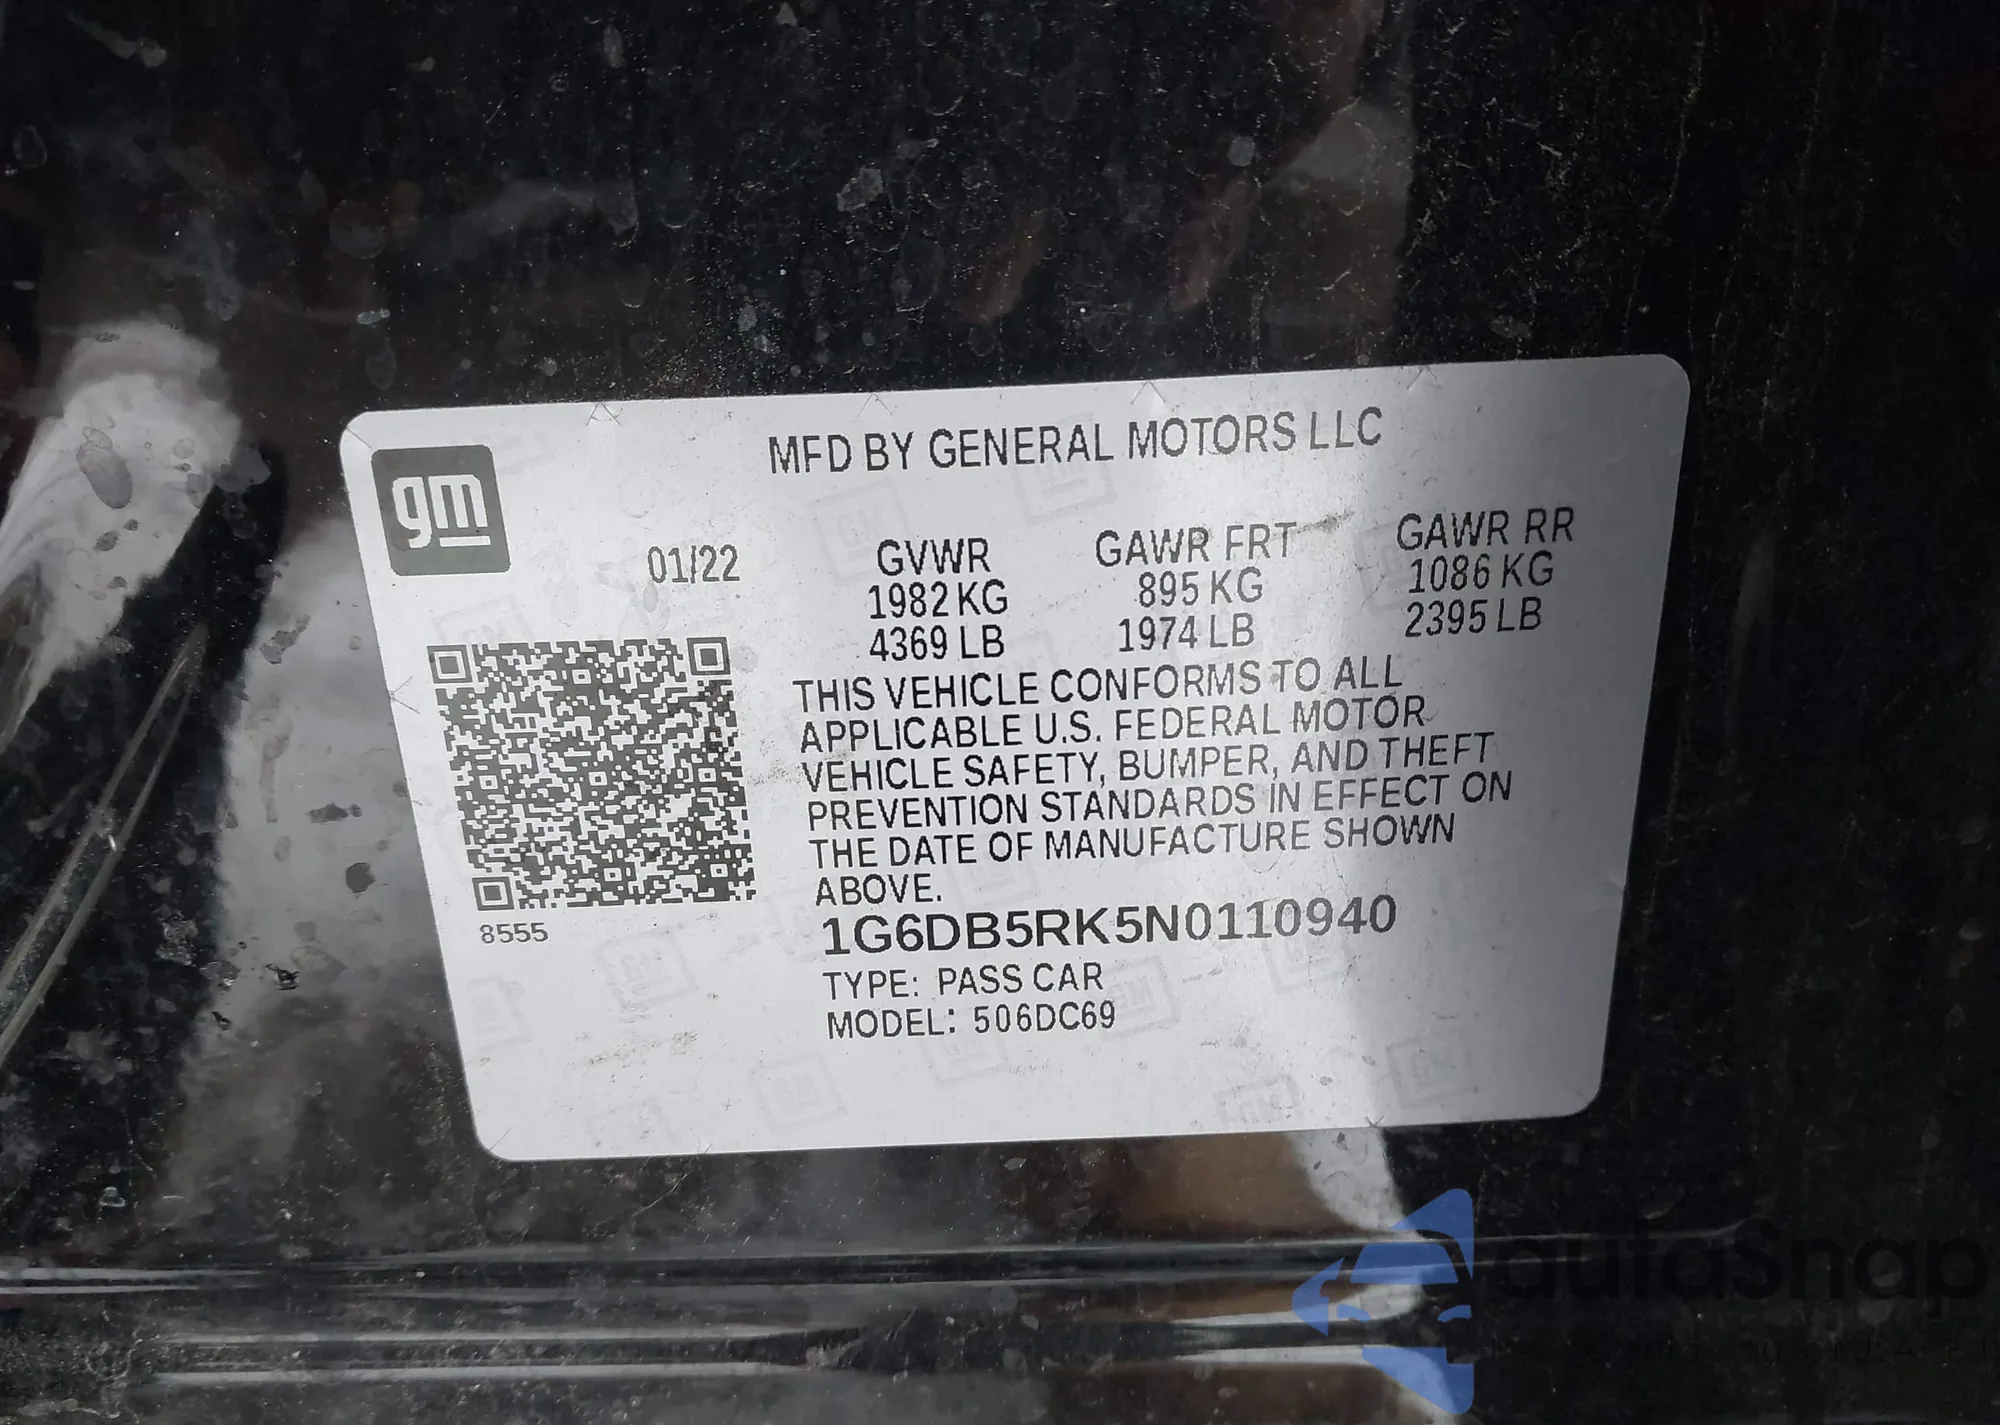 MFD BY GENERAL MOTORS LLC
gm
01/22
GVWR GAWR FRT GAWR RR
1982 KG 895 KG 1086 KG
4369 LB 1974 LB 2395 LB
THIS VEHICLE CONFORMS TO ALL
APPLICABLE U.S. FEDERAL MOTOR
VEHICLE SAFETY, BUMPER, AND THEFT
PREVENTION STANDARDS IN EFFECT ON
THE DATE OF MANUFACTURE SHOWN
ABOVE.
8555
1G6DB5RK5N0110940
TYPE: PASS CAR
MODEL: 506DC69
autoSnap